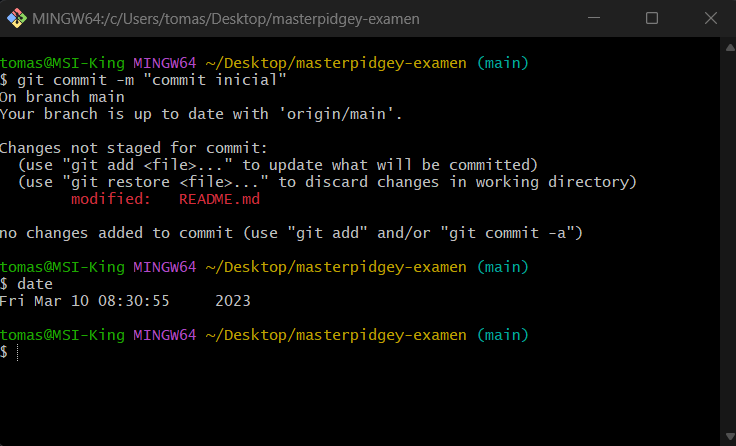 MINGW64:/c/Users/tomas/Desktop/masterpidgey-examen
tomas@MSI-King MINGW64 ~/Desktop/masterpidgey-examen (main)
$ git commit -m "commit inicial"
On branch main
Your branch is up to date with 'origin/main'.
Changes not staged for commit:
  (use "git add <file>..." to update what will be committed)
  (use "git restore <file>..." to discard changes in working directory)
        modified:   README.md
no changes added to commit (use "git add" and/or "git commit -a")
tomas@MSI-King MINGW64 ~/Desktop/masterpidgey-examen (main)
$ date
Fri Mar 10 08:30:55     2023
tomas@MSI-King MINGW64 ~/Desktop/masterpidgey-examen (main)
$